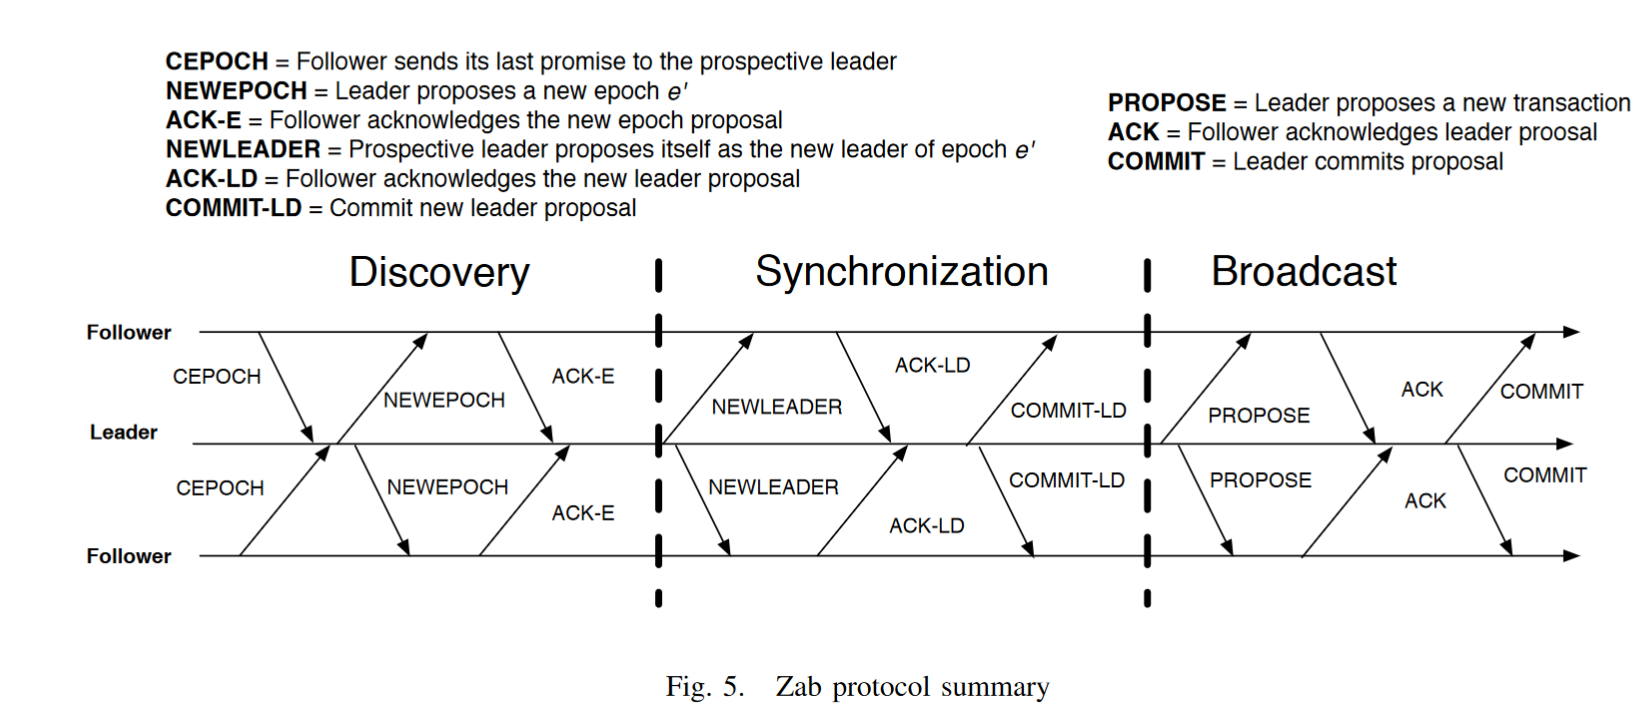 CEPOCH = Follower sends its last promise to the prospective leader
NEWEPOCH = Leader proposes a new epoch e'
ACK-E = Follower acknowledges the new epoch proposal
NEWLEADER = Prospective leader proposes itself as the new leader of epoch e'
ACK-LD = Follower acknowledges the new leader proposal
COMMIT-LD = Commit new leader proposal
PROPOSE = Leader proposes a new transaction
ACK = Follower acknowledges leader proosal
COMMIT = Leader commits proposal
Discovery
Synchronization
Broadcast
Follower
CEPOCH
NEWEPOCH
ACK-E
NEWLEADER
ACK-LD
COMMIT-LD
PROPOSE
ACK
COMMIT
Leader
CEPOCH
NEWEPOCH
ACK-E
NEWLEADER
ACK-LD
COMMIT-LD
PROPOSE
ACK
COMMIT
Follower
Fig. 5. Zab protocol summary